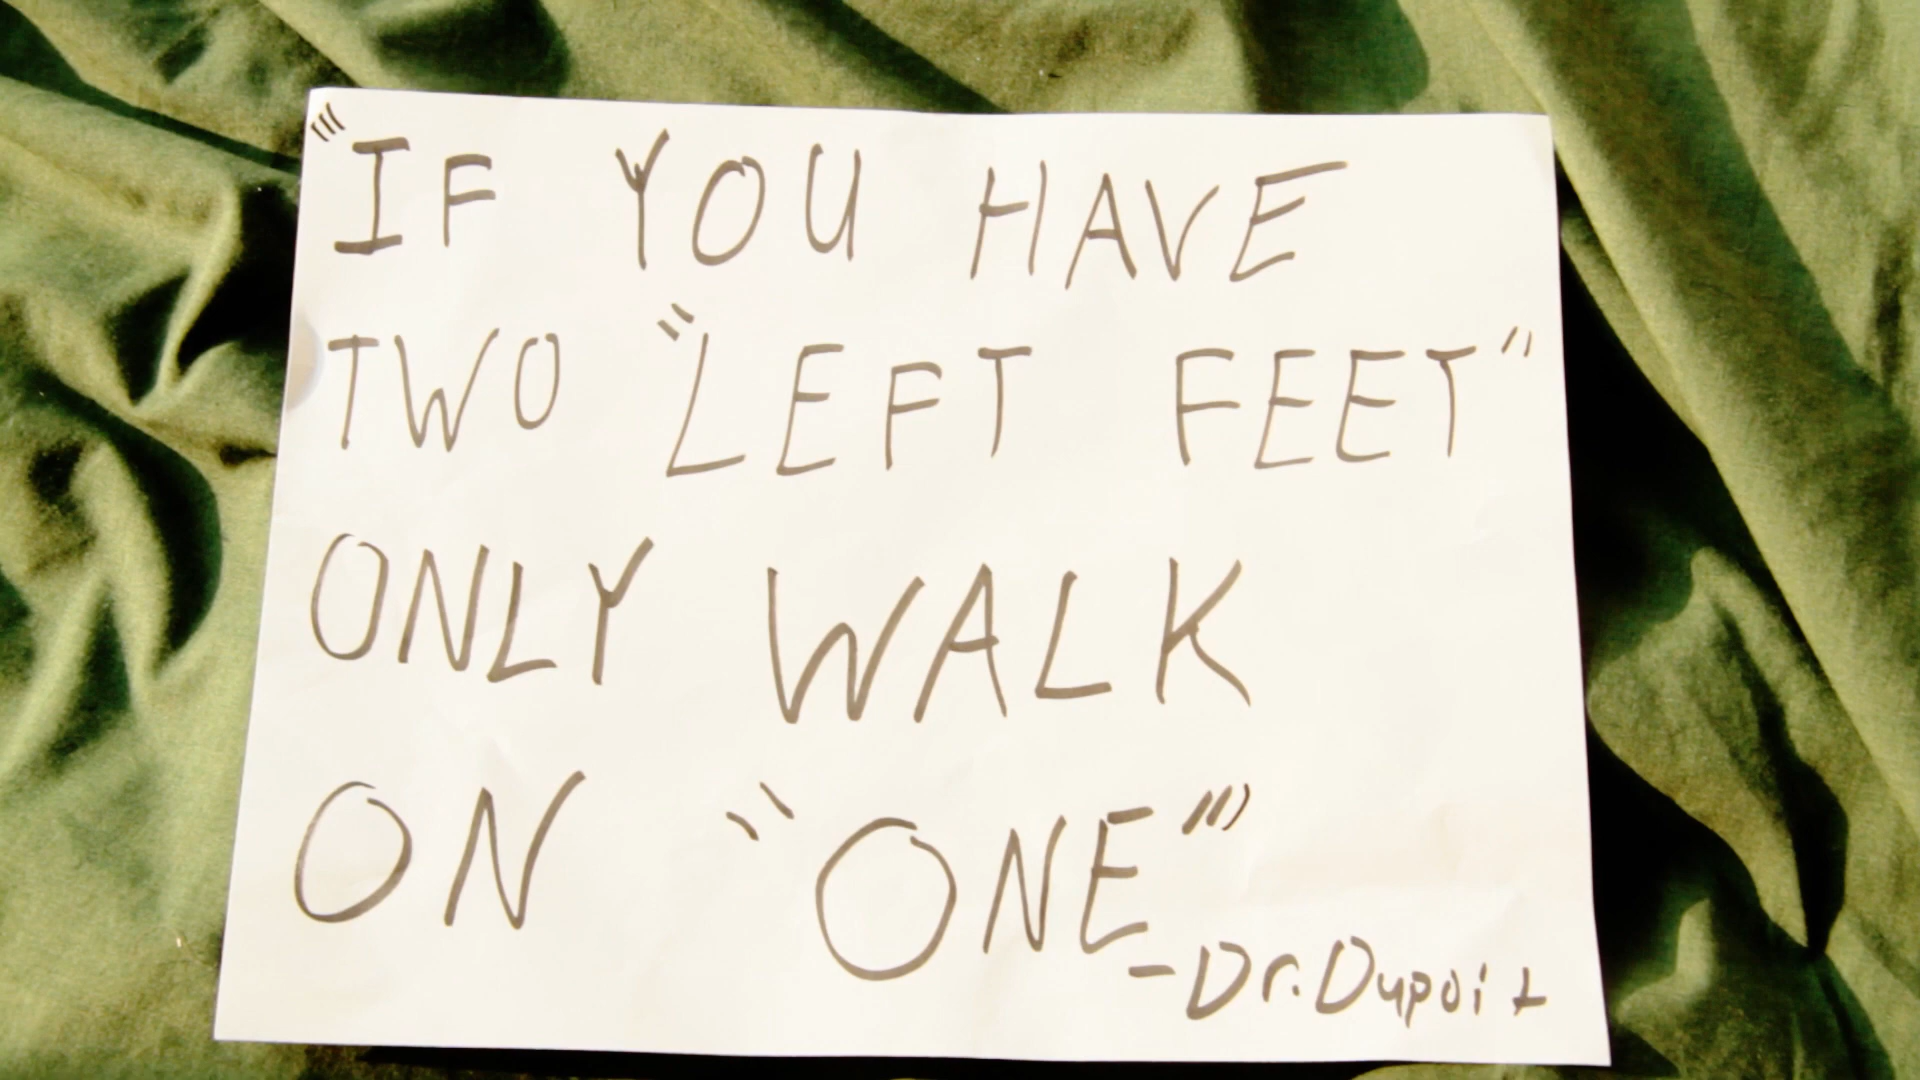 "'IF YOU HAVE
TWO "LEFT FEET"
ONLY WALK
ON "ONE"'
-Dr. Dupoit